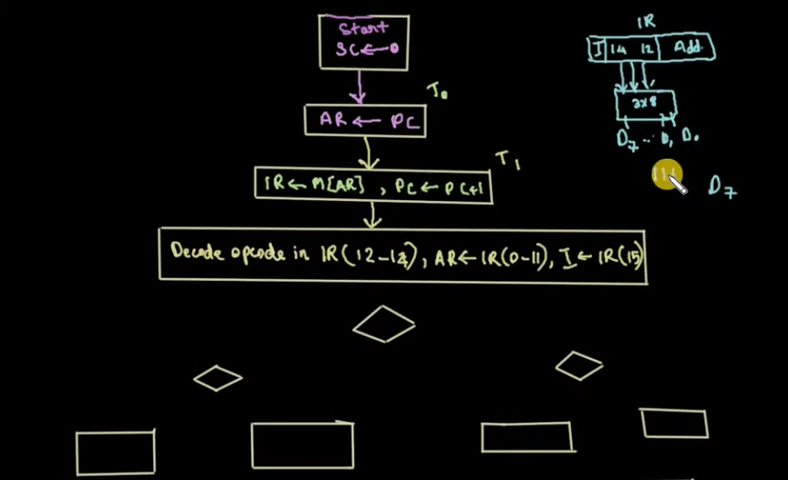 Start
SC ← 0
T₀
AR ← PC
T₁
IR ← M[AR] , PC ← PC+1
Decode opcode in IR(12-14), AR ← IR(0-11), I ← IR(15)
IR
I 14 12 Add.
3x8
D₇ ... D₁ D₀
111
D₇